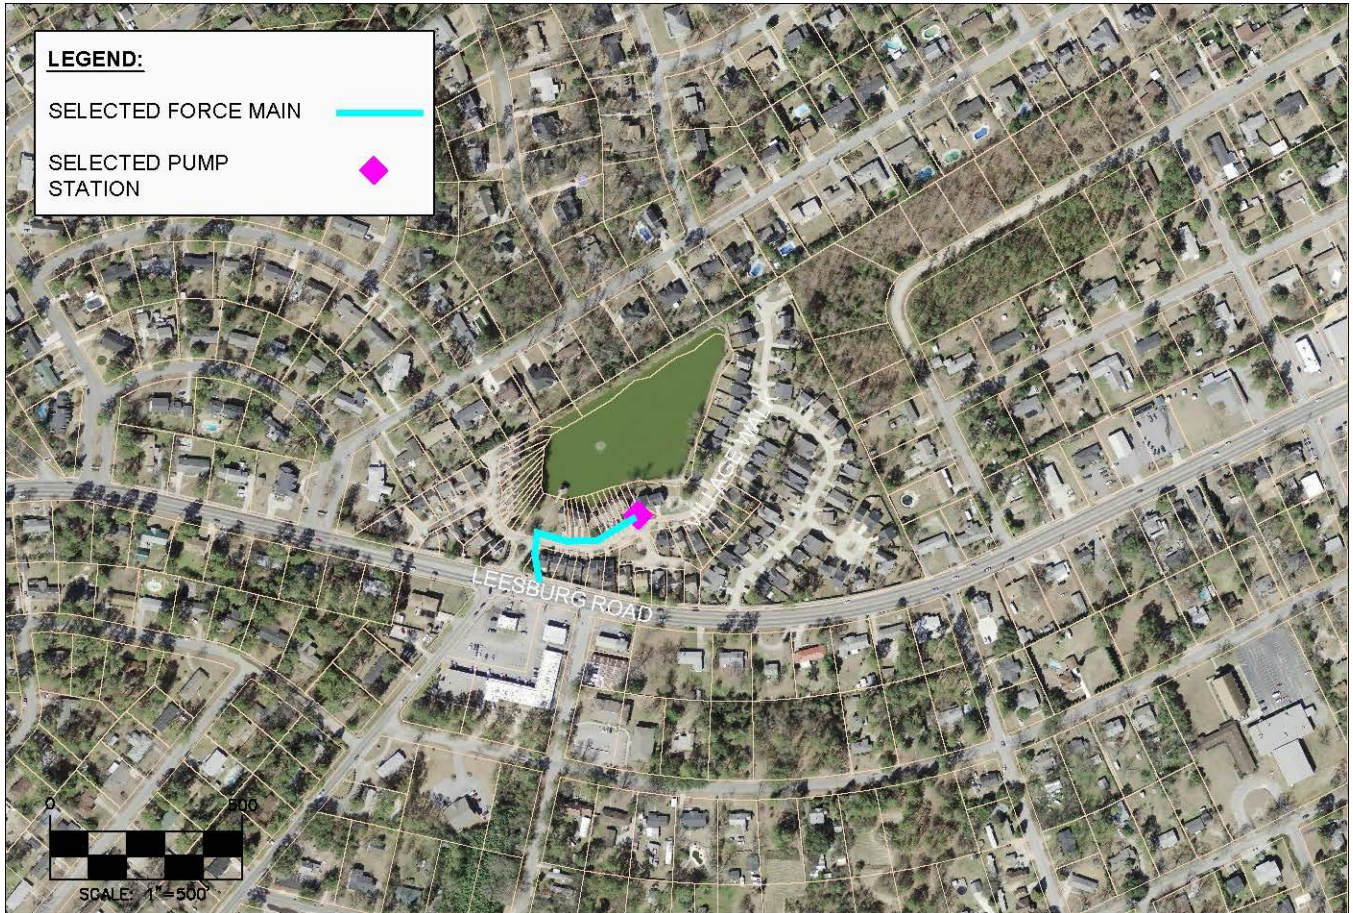 LEGEND:
SELECTED FORCE MAIN
SELECTED PUMP
STATION
VILLAGE WALK
LEESBURG ROAD
0 500
SCALE: 1"=500'